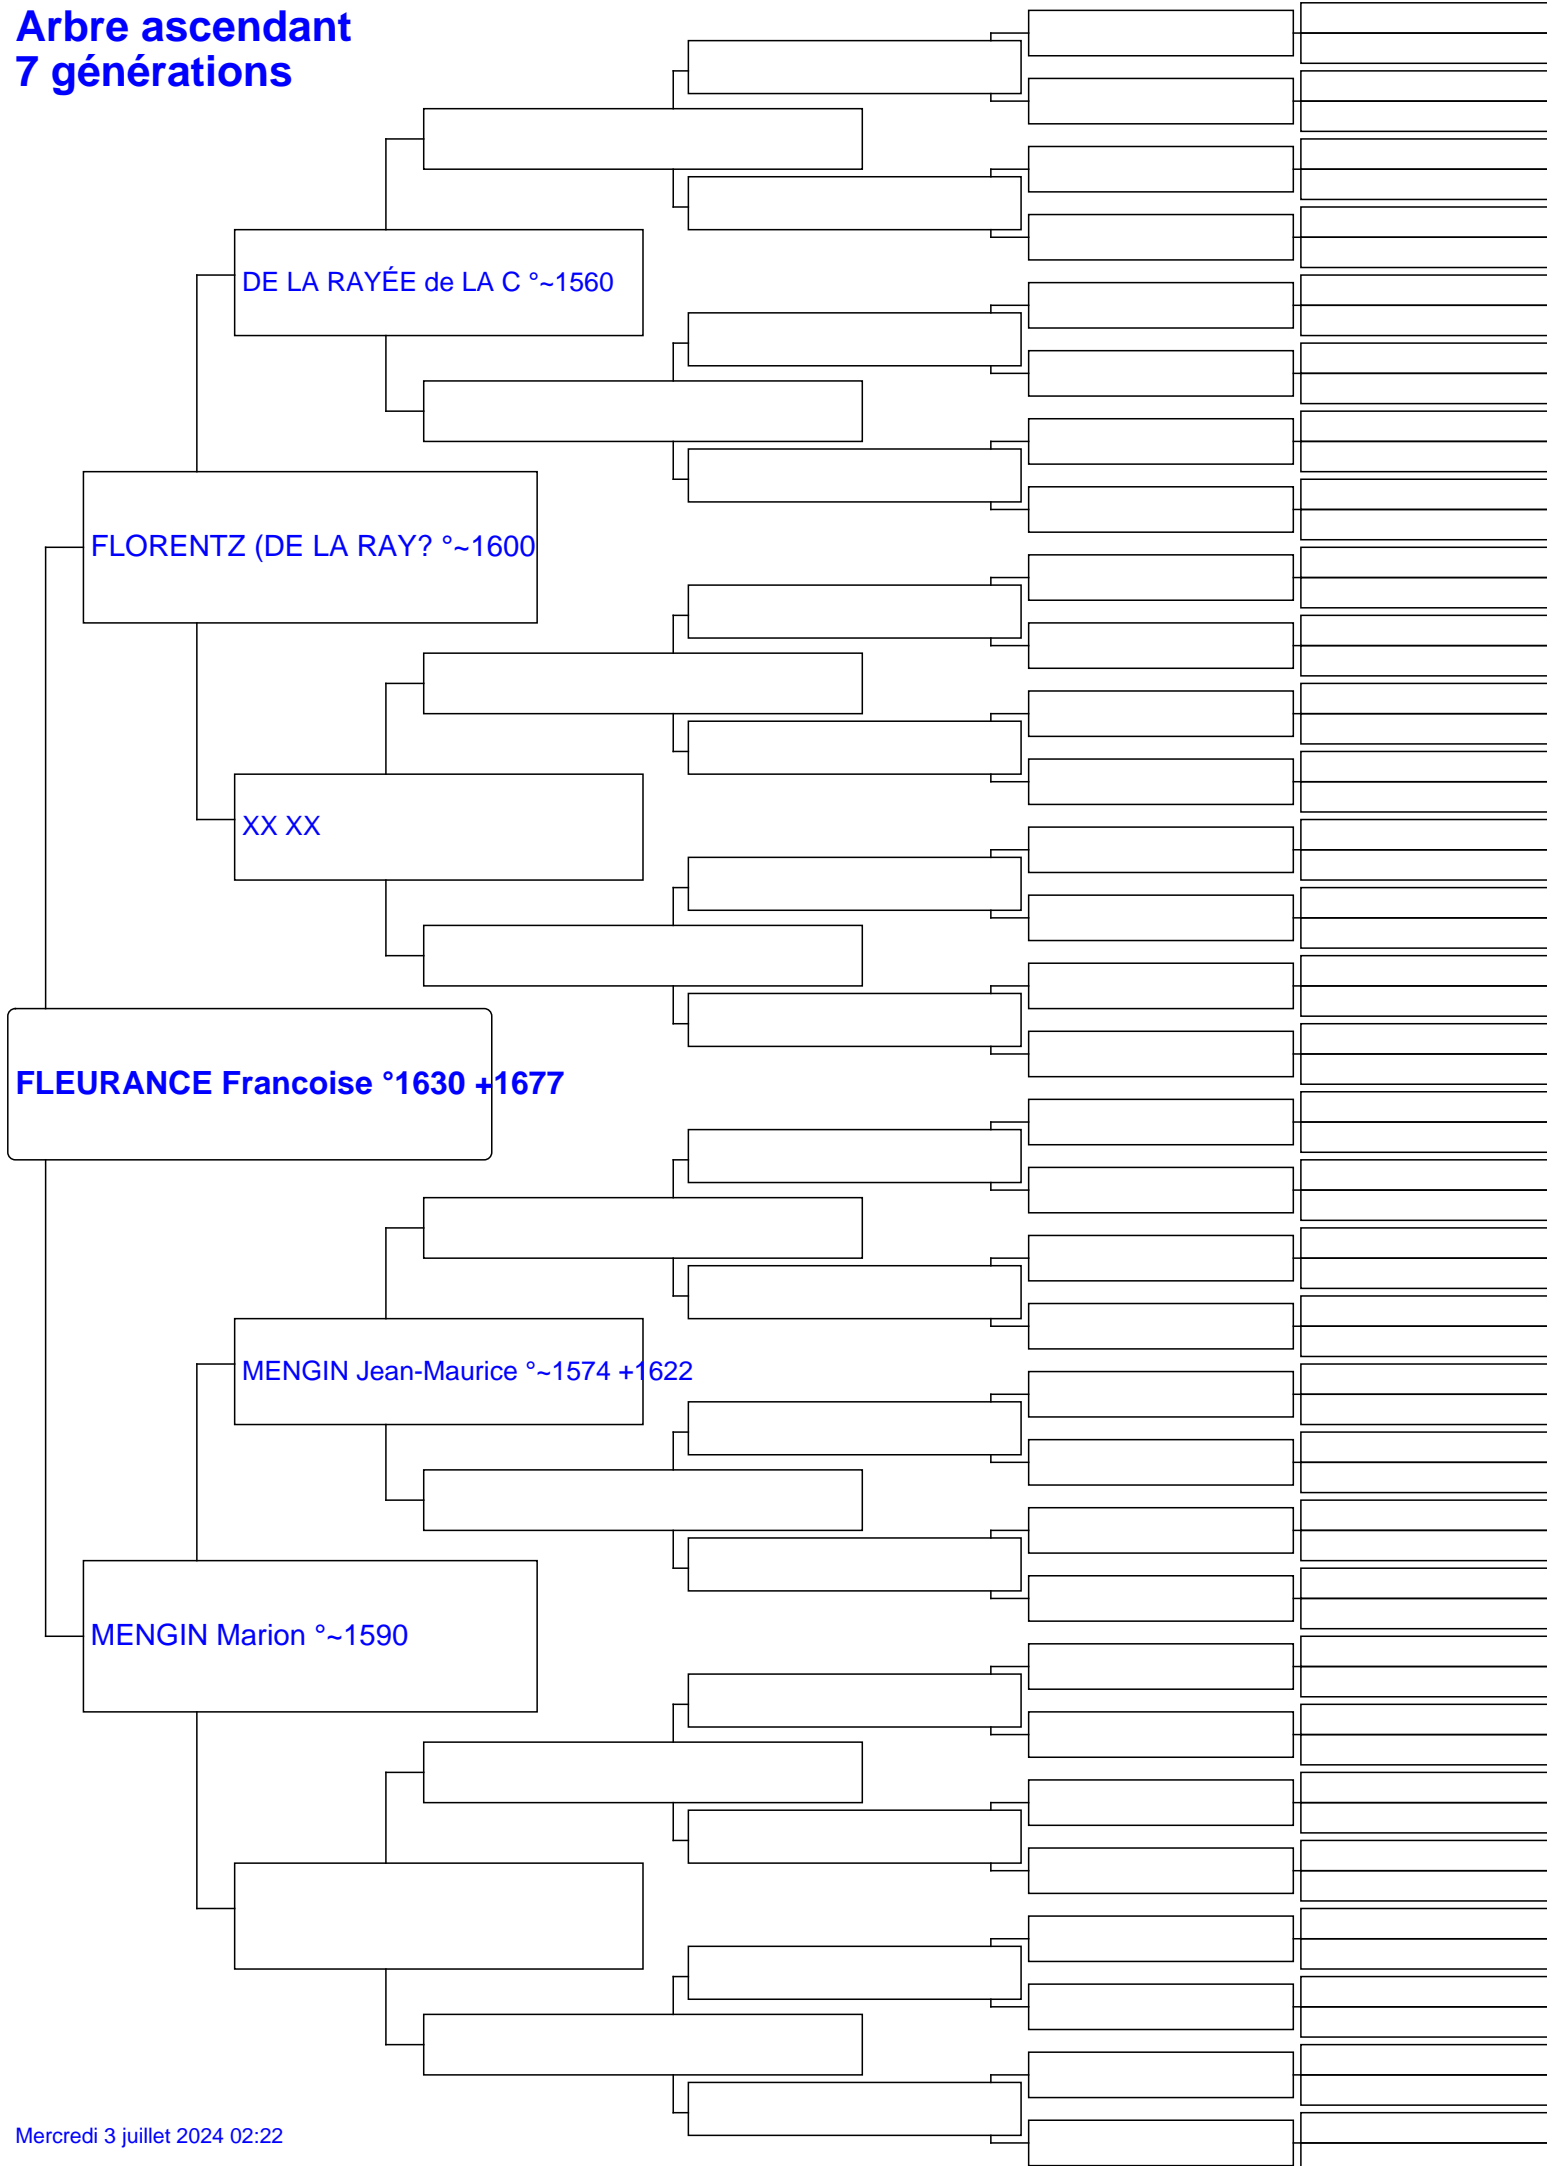 Arbre ascendant
7 générations
DE LA RAYÉE de LA C °~1560
FLORENTZ (DE LA RAY? °~1600
XX XX
FLEURANCE Francoise °1630 +1677
MENGIN Jean-Maurice °~1574 +1622
MENGIN Marion °~1590
Mercredi 3 juillet 2024 02:22